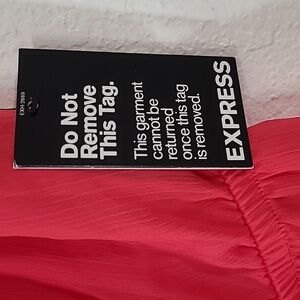 Do Not
Remove
This Tag.
This garment
cannot be
returned
once this tag
is removed.
EXPRESS